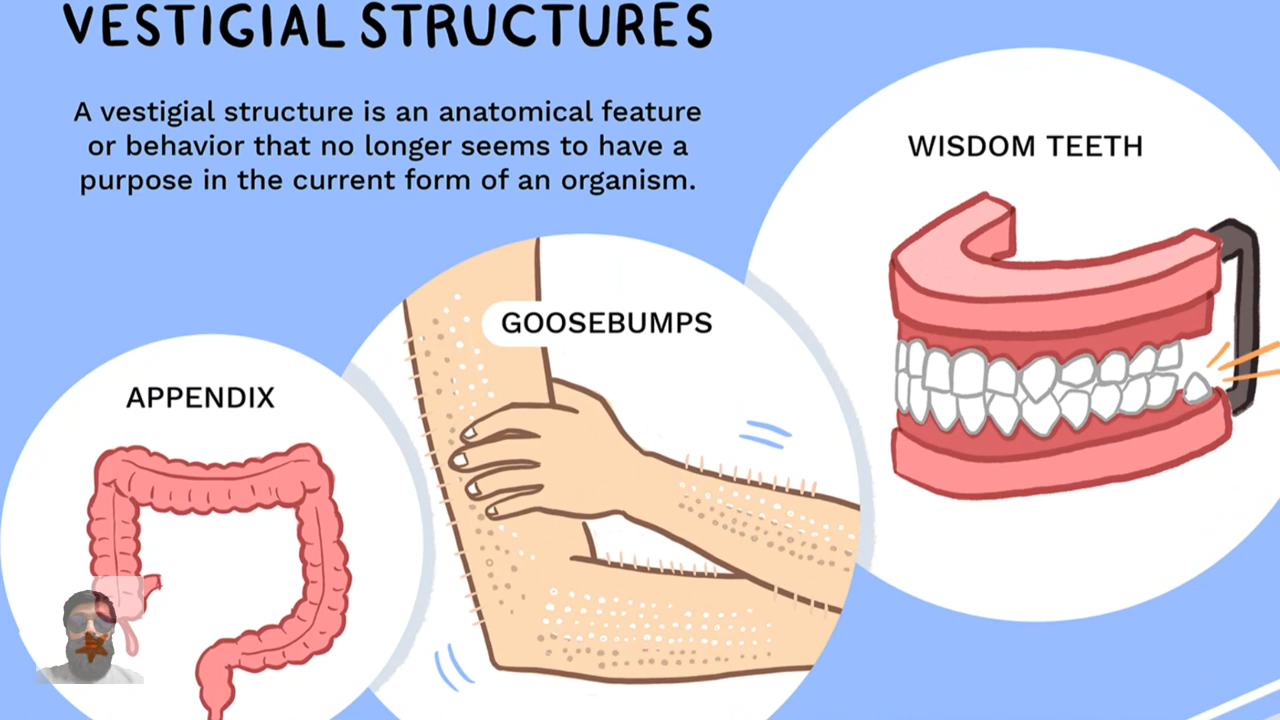 VESTIGIAL STRUCTURES
A vestigial structure is an anatomical feature
or behavior that no longer seems to have a
purpose in the current form of an organism.
WISDOM TEETH
GOOSEBUMPS
APPENDIX